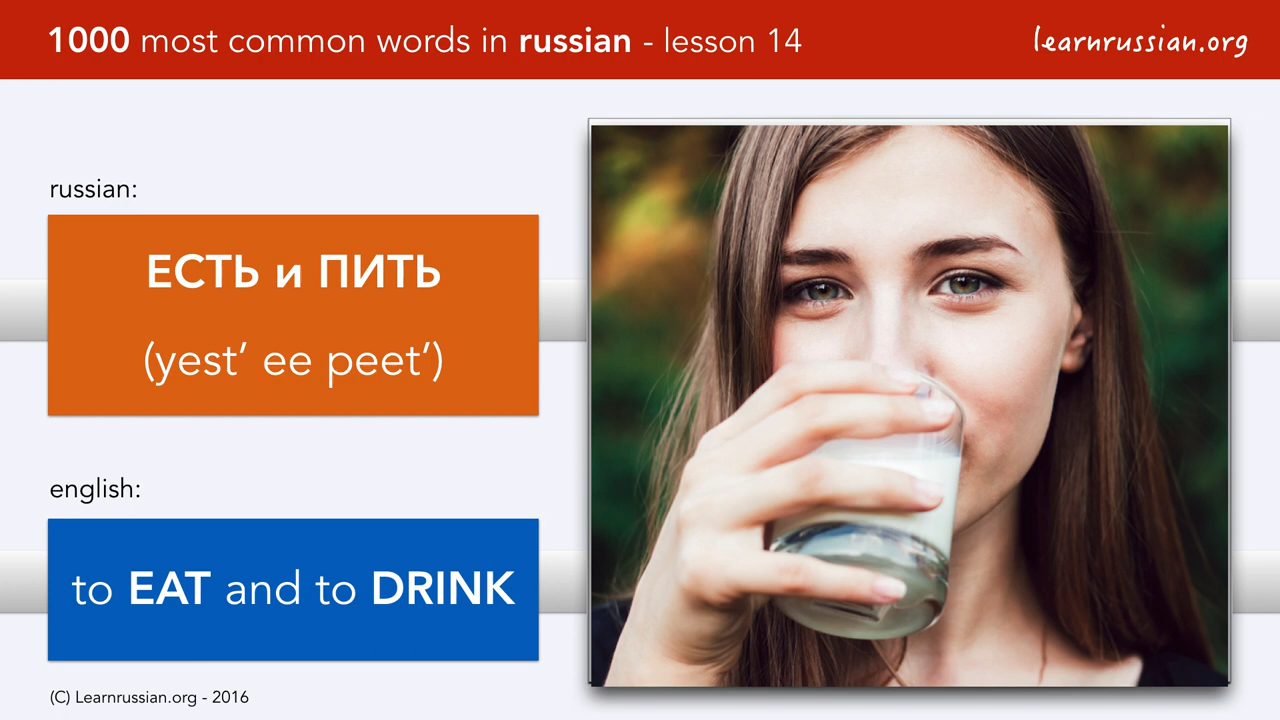 1000 most common words in russian - lesson 14
learnrussian.org
russian:
ЕСТЬ и ПИТЬ
(yest’ ee peet’)
english:
to EAT and to DRINK
(C) Learnrussian.org - 2016